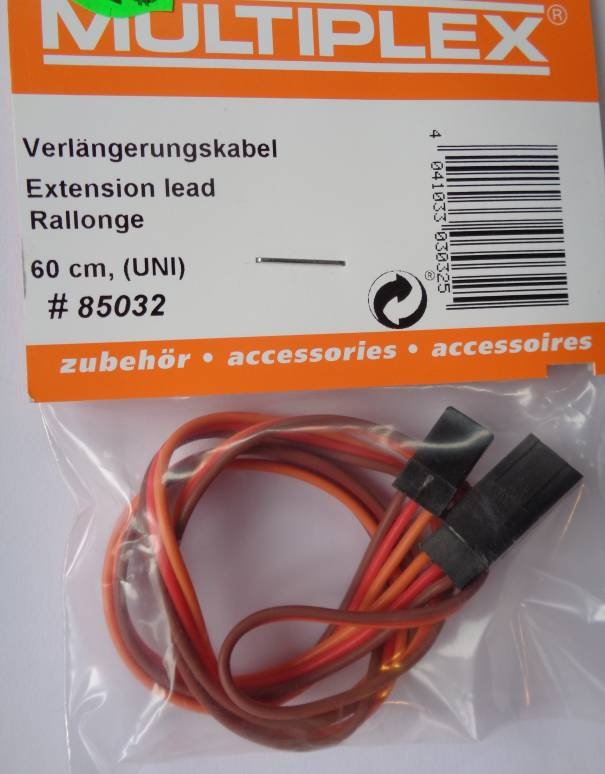 MULTIPLEX®
Verlängerungskabel
Extension lead
Rallonge
60 cm, (UNI)
# 85032
4 041033 030325
®
zubehör • accessories • accessoires